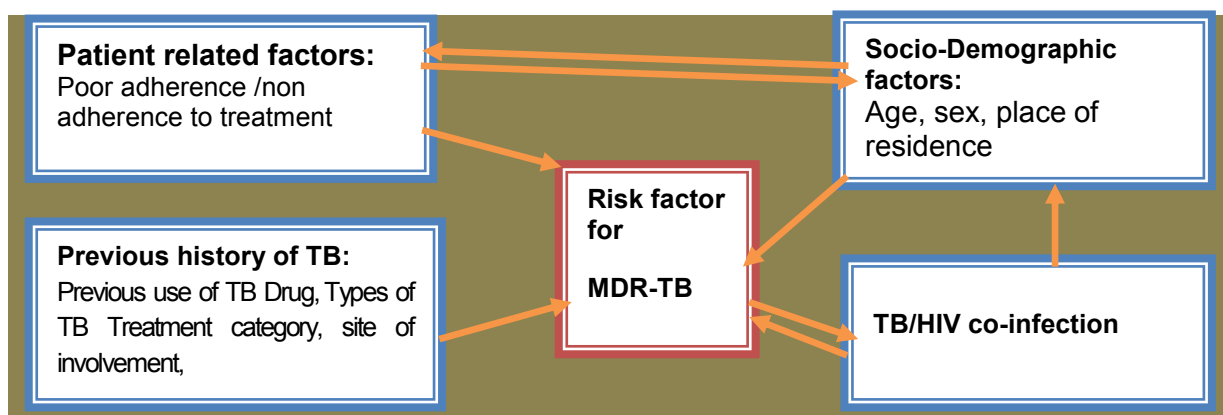 Patient related factors:
Poor adherence /non
adherence to treatment
Socio-Demographic
factors:
Age, sex, place of
residence
Risk factor
for
MDR-TB
Previous history of TB:
Previous use of TB Drug, Types of
TB Treatment category, site of
involvement,
TB/HIV co-infection